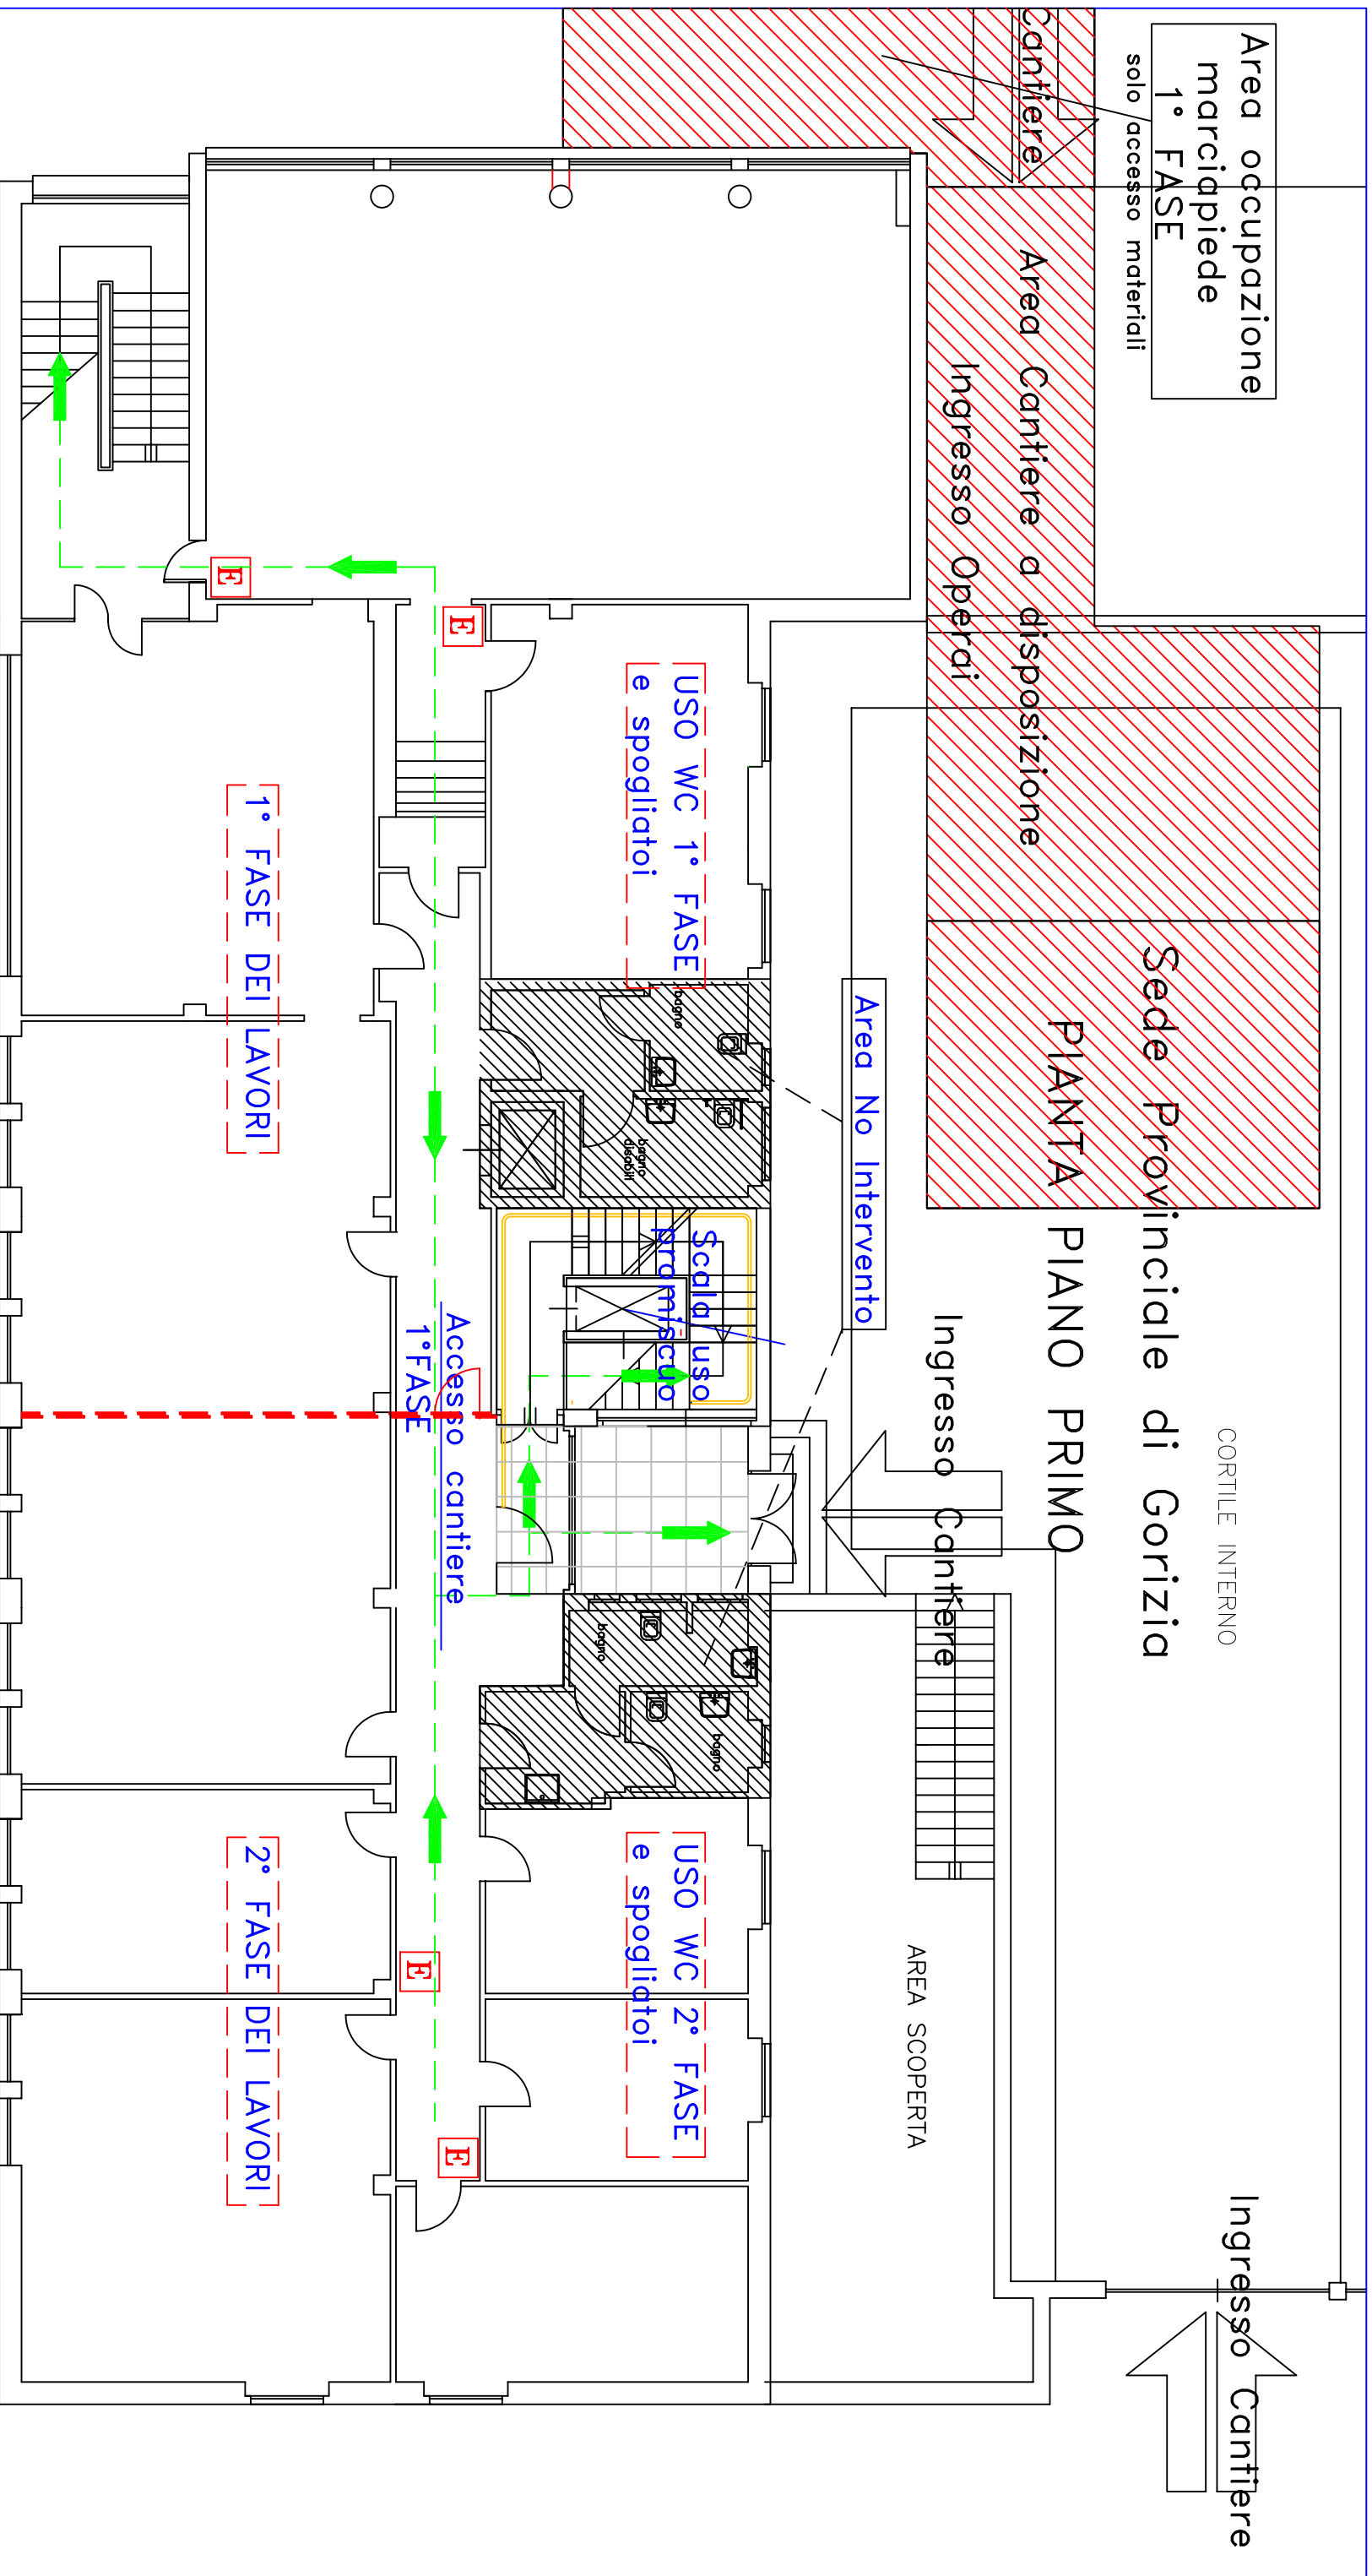 Area occupazione
marciapiede
1° FASE
solo accesso materiali
Cantiere
Area Cantiere a disposizione
Ingresso Operai
CORTILE INTERNO
Sede Provinciale di Gorizia
PIANTA PIANO PRIMO
Ingresso Cantiere
Ingresso Cantiere
AREA SCOPERTA
Area No Intervento
USO WC 1° FASE
e spogliatoi
bagno
bagno
disabili
Scala uso
promiscuo
bagno
bagno
USO WC 2° FASE
e spogliatoi
Accesso cantiere
1°FASE
E
E
E
E
1° FASE DEI LAVORI
2° FASE DEI LAVORI